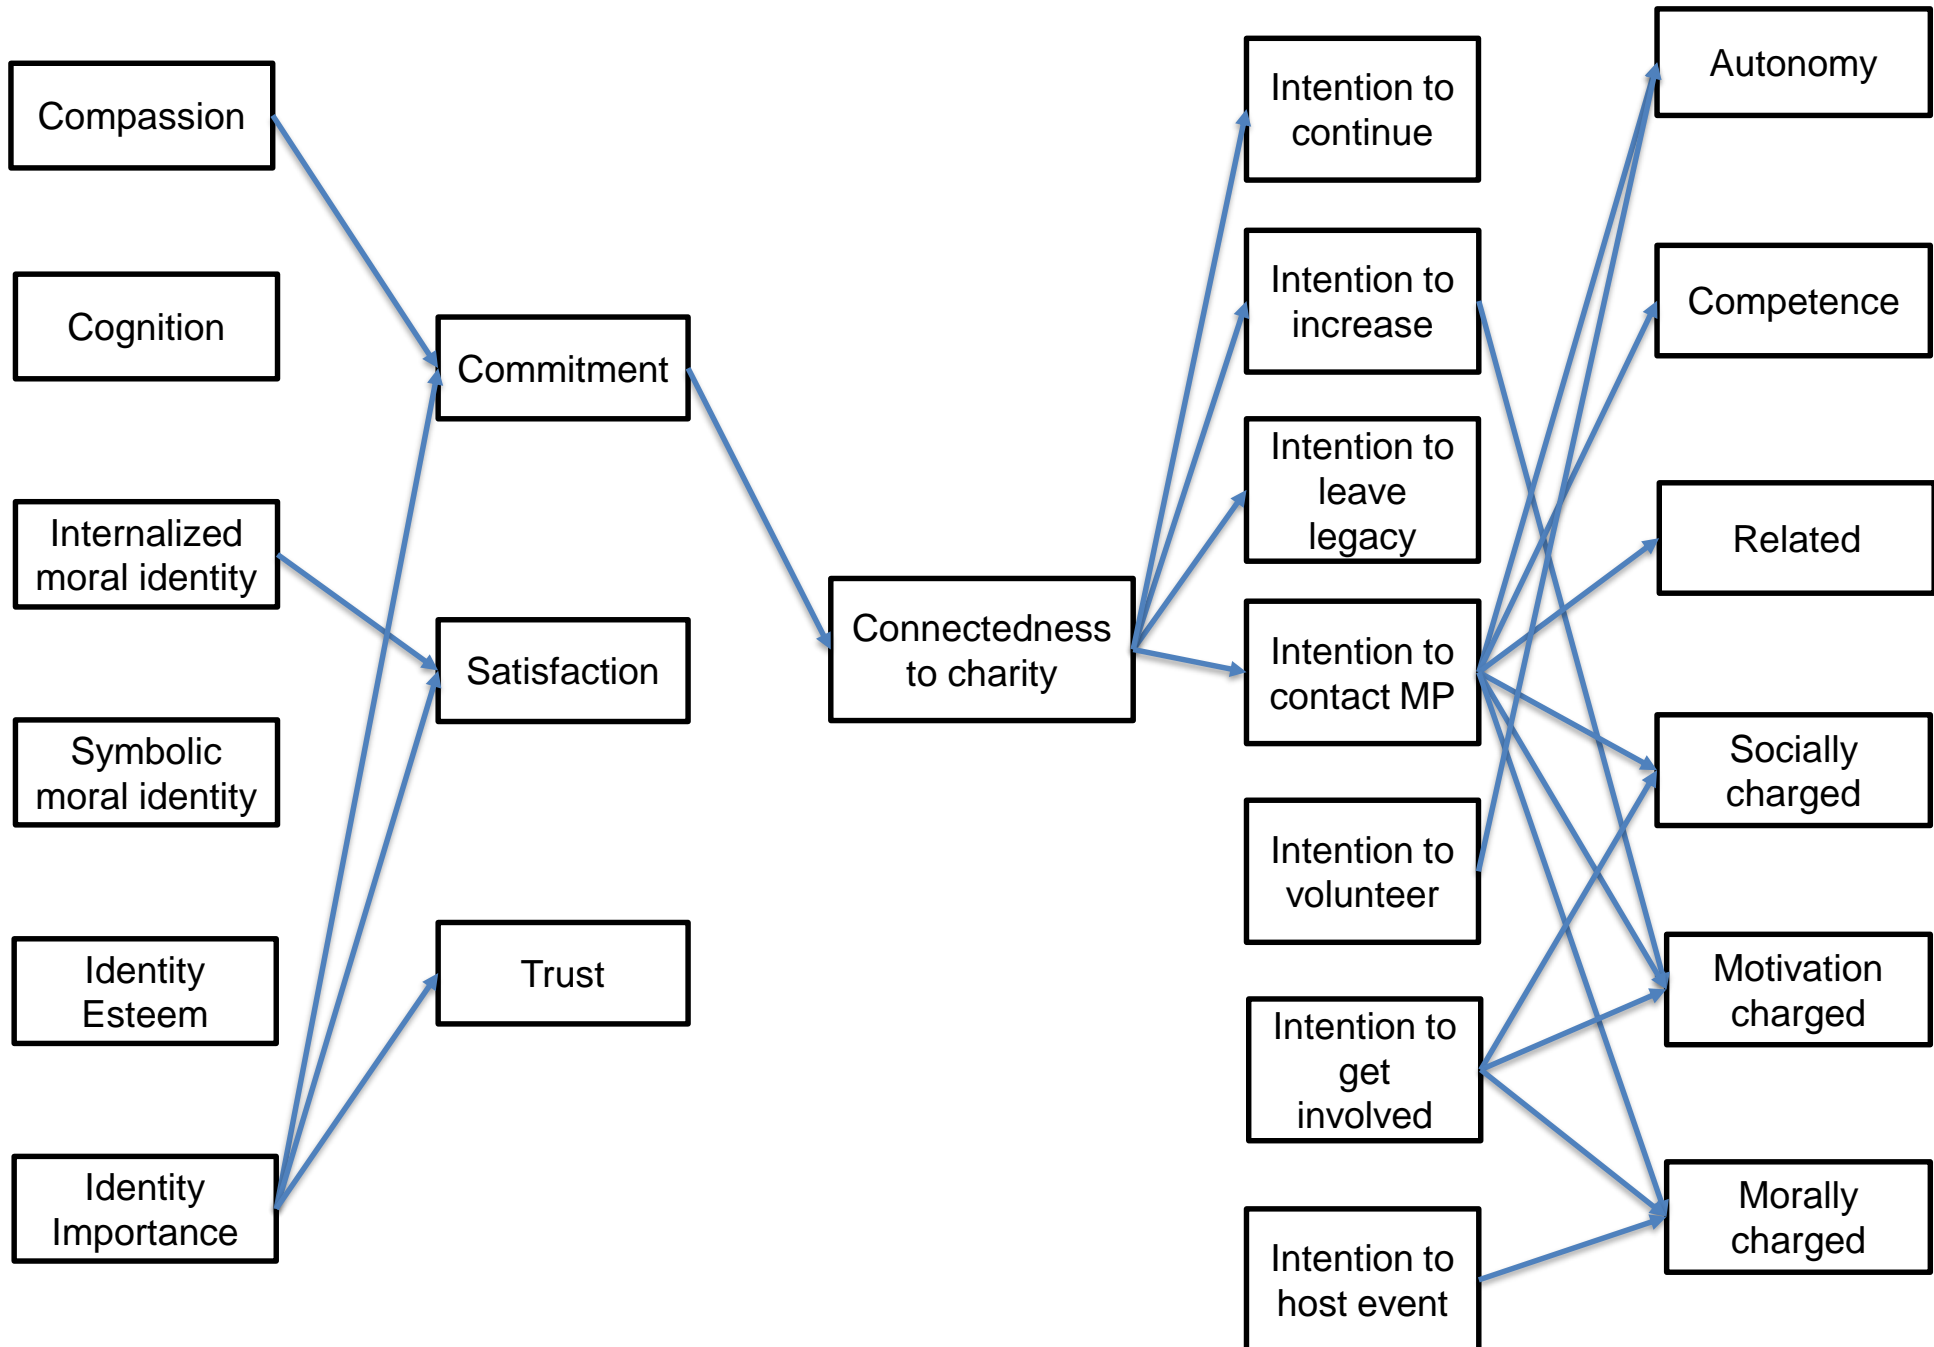 Compassion
Cognition
Internalized
moral identity
Symbolic
moral identity
Identity
Esteem
Identity
Importance
Commitment
Satisfaction
Trust
Connectedness
to charity
Intention to
continue
Intention to
increase
Intention to
leave
legacy
Intention to
contact MP
Intention to
volunteer
Intention to
get
involved
Intention to
host event
Autonomy
Competence
Related
Socially
charged
Motivation
charged
Morally
charged